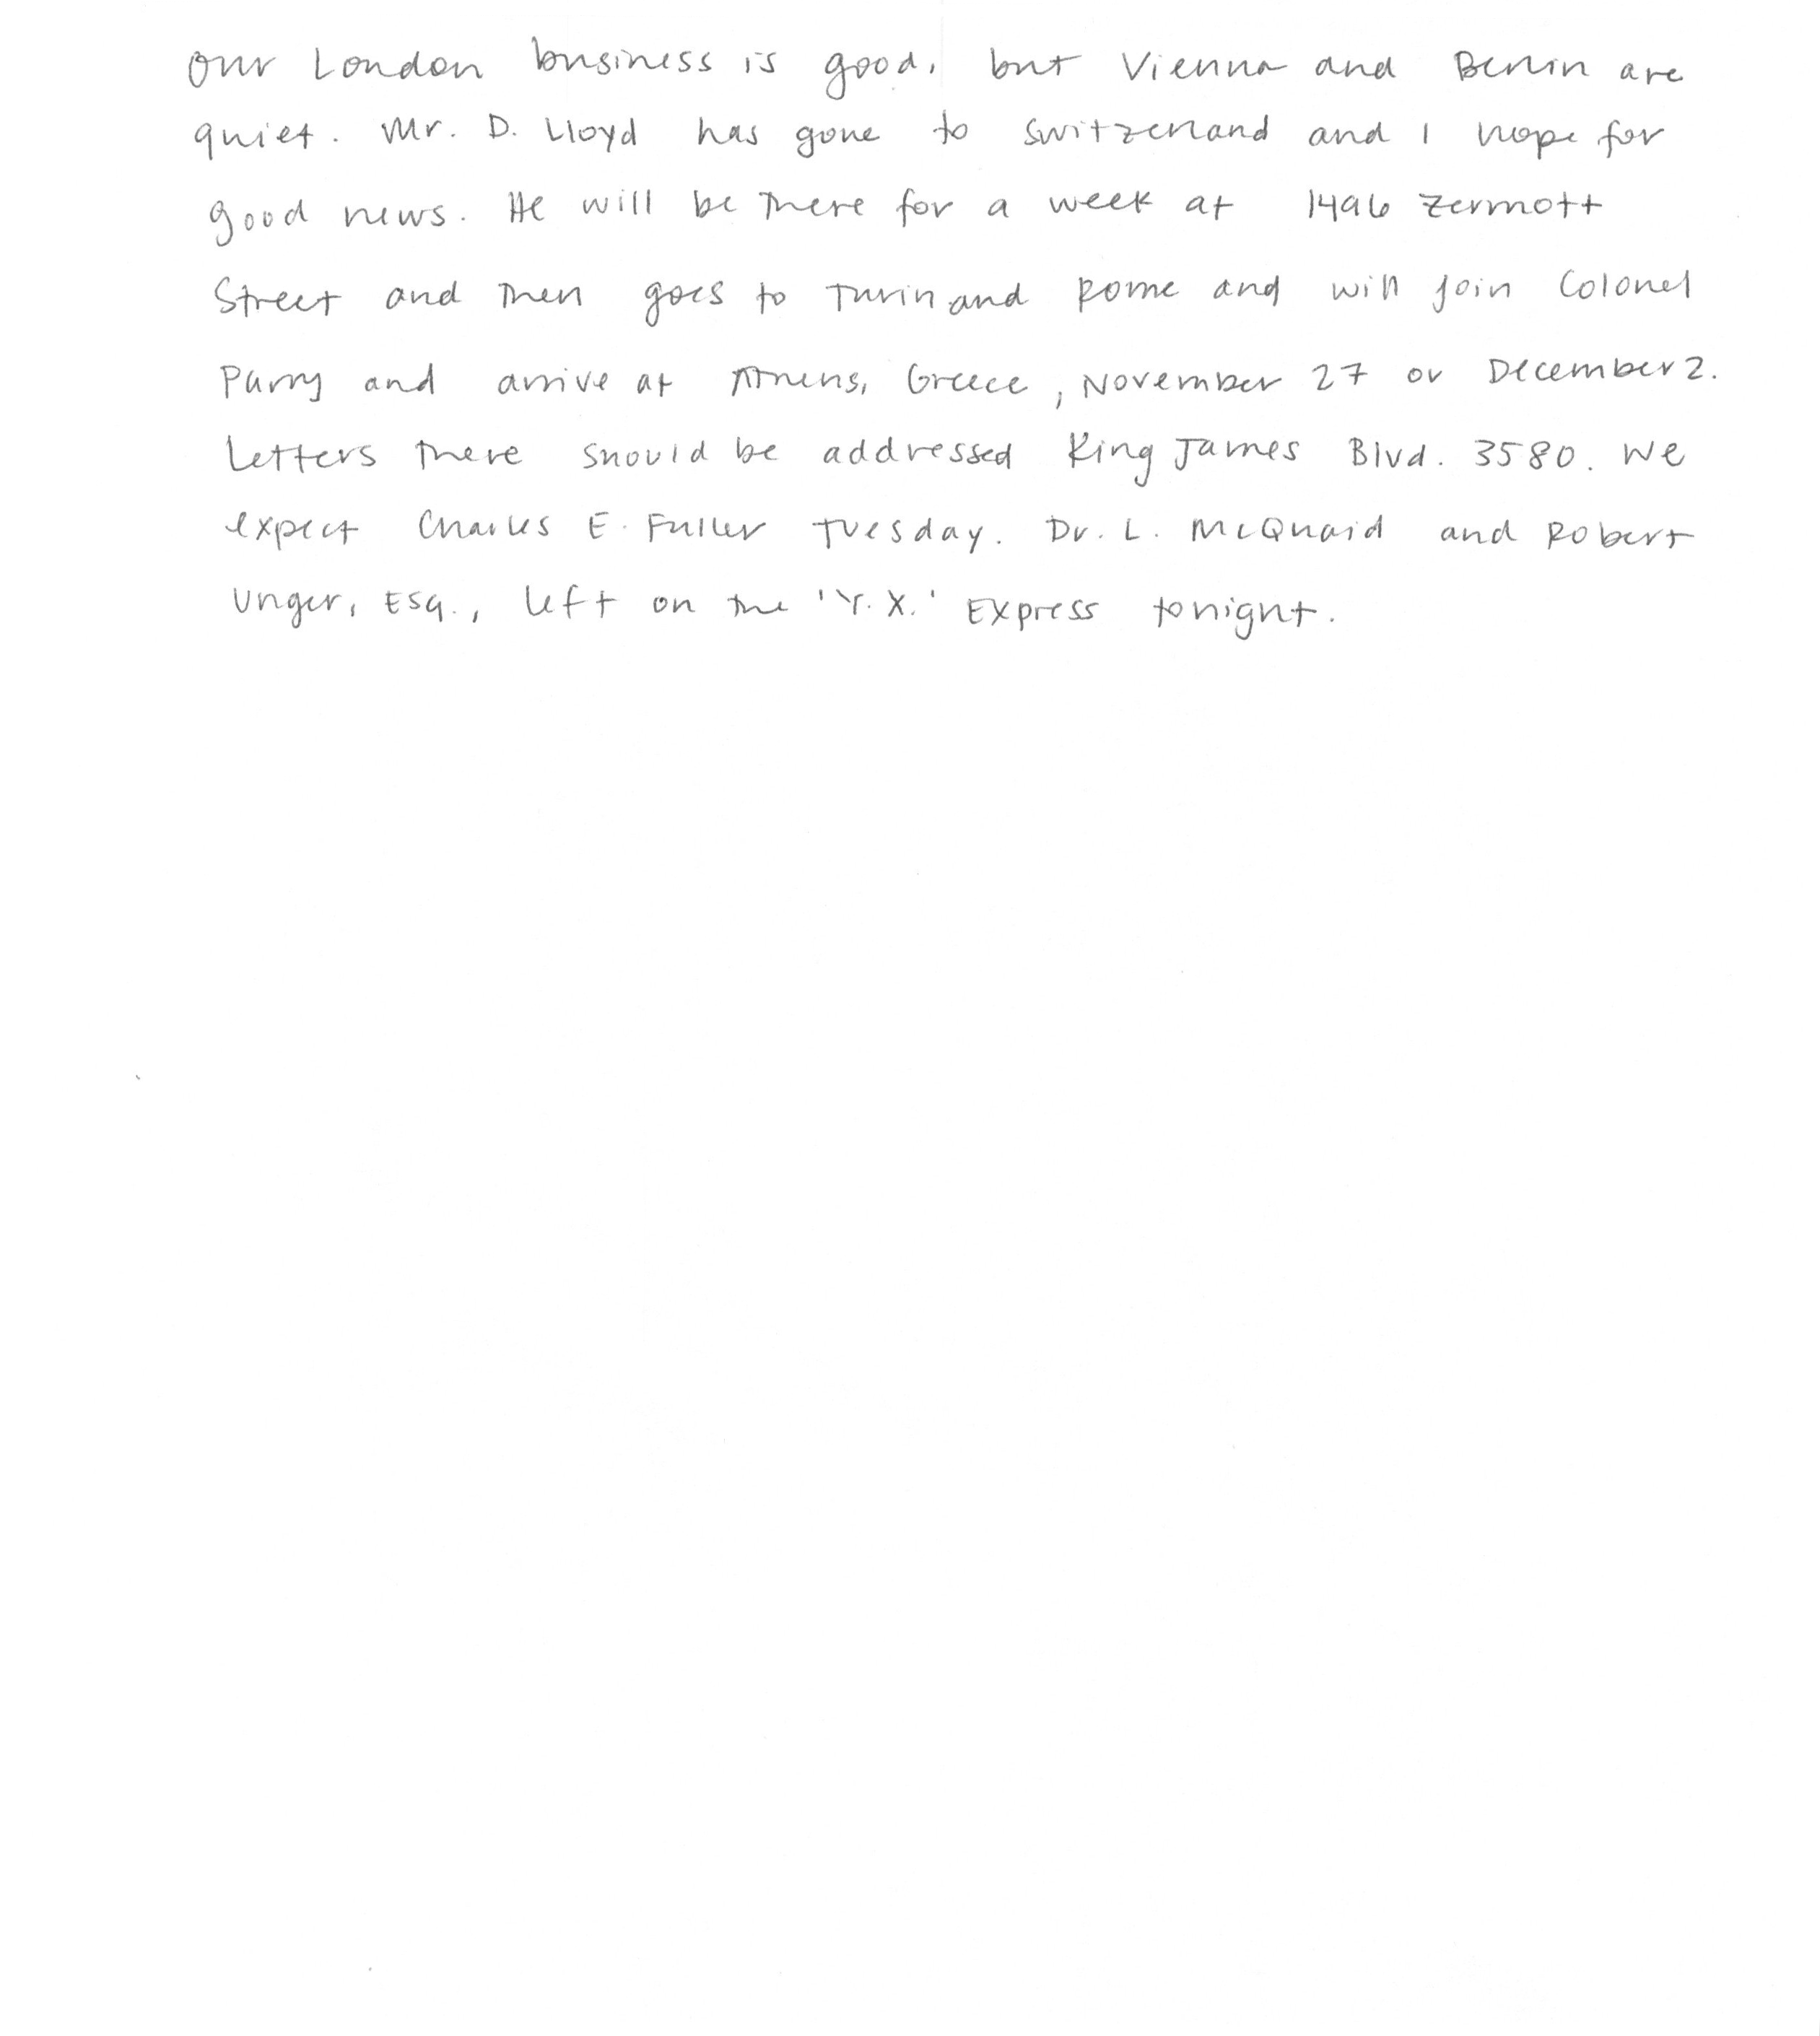 Our London business is good, but Vienna and Berlin are
quiet. Mr. D. Lloyd has gone to Switzerland and I hope for
good news. He will be there for a week at 1496 Zermott
Street and then goes to Turin and Rome and will join Colonel
Parry and arrive at Athens, Greece, November 27 or December 2.
Letters there should be addressed King James Blvd. 3580. We
expect Charles E. Fuller Tuesday. Dr. L. McQuaid and Robert
Unger, Esq., left on the 'Y.X.' Express tonight.